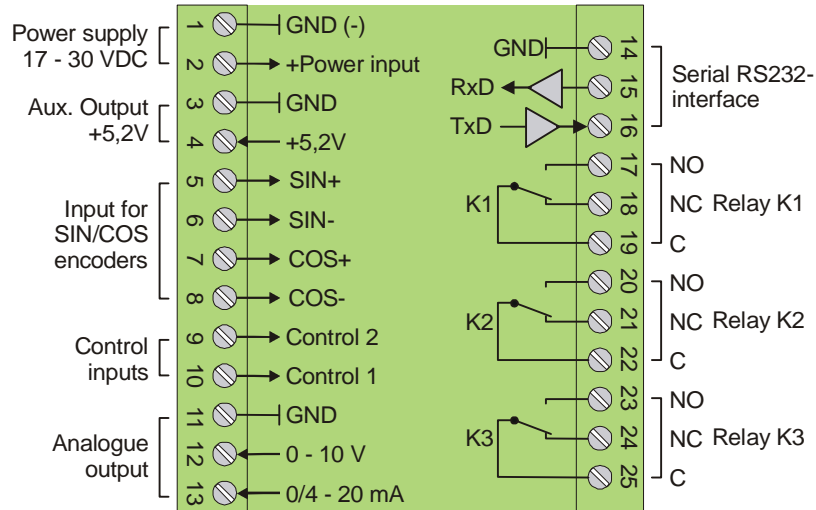 Power supply
17 - 30 VDC
Aux. Output
+5,2V
Input for
SIN/COS
encoders
Control
inputs
Analogue
output
1 GND (-)
2 +Power input
3 GND
4 +5,2V
5 SIN+
6 SIN-
7 COS+
8 COS-
9 Control 2
10 Control 1
11 GND
12 0 - 10 V
13 0/4 - 20 mA
GND 14
RxD 15
TxD 16
Serial RS232-
interface
17 NO
K1 18 NC Relay K1
19 C
20 NO
K2 21 NC Relay K2
22 C
23 NO
K3 24 NC Relay K3
25 C